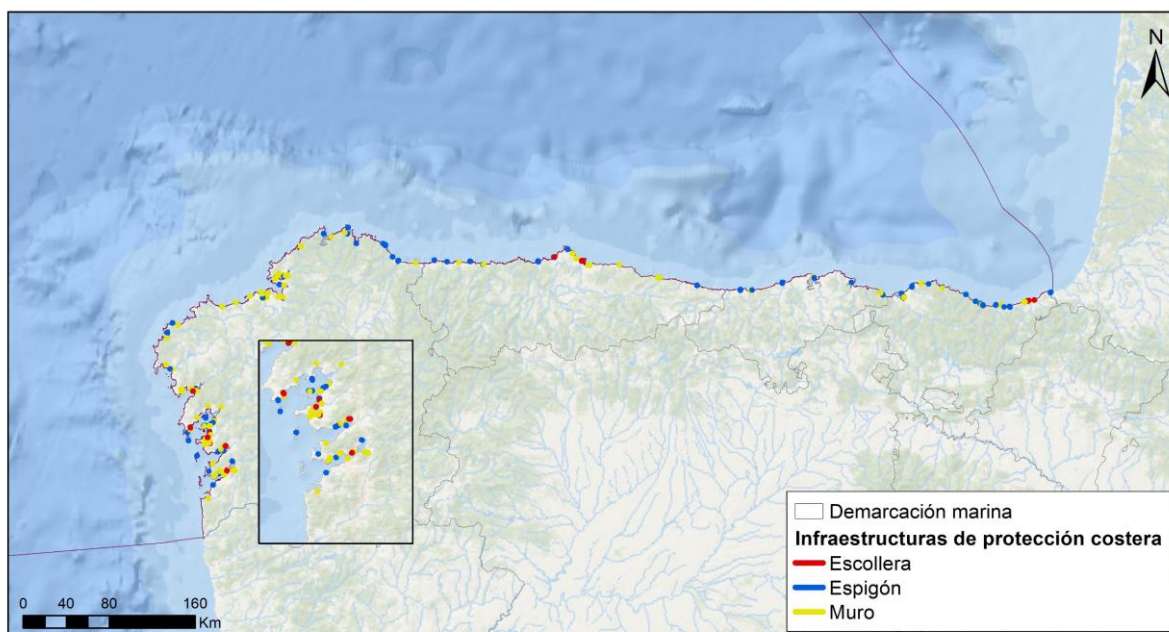 N
Demarcación marina
Infraestructuras de protección costera
Escollera
Espigón
Muro
0 40 80 160
Km